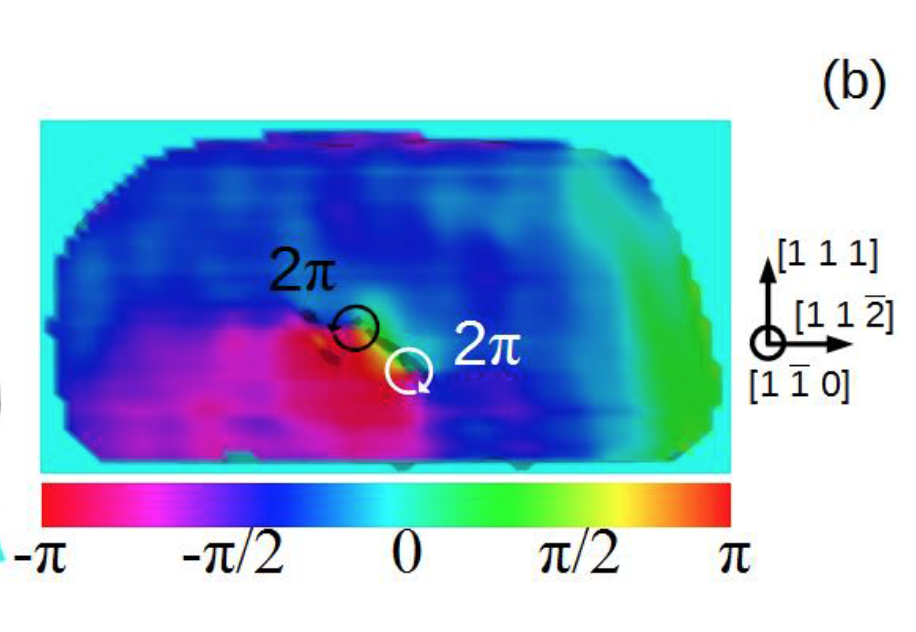 (b)
2π
2π
[1 1 1]
[1 1 2̅]
[1 1̅ 0]
-π -π/2 0 π/2 π